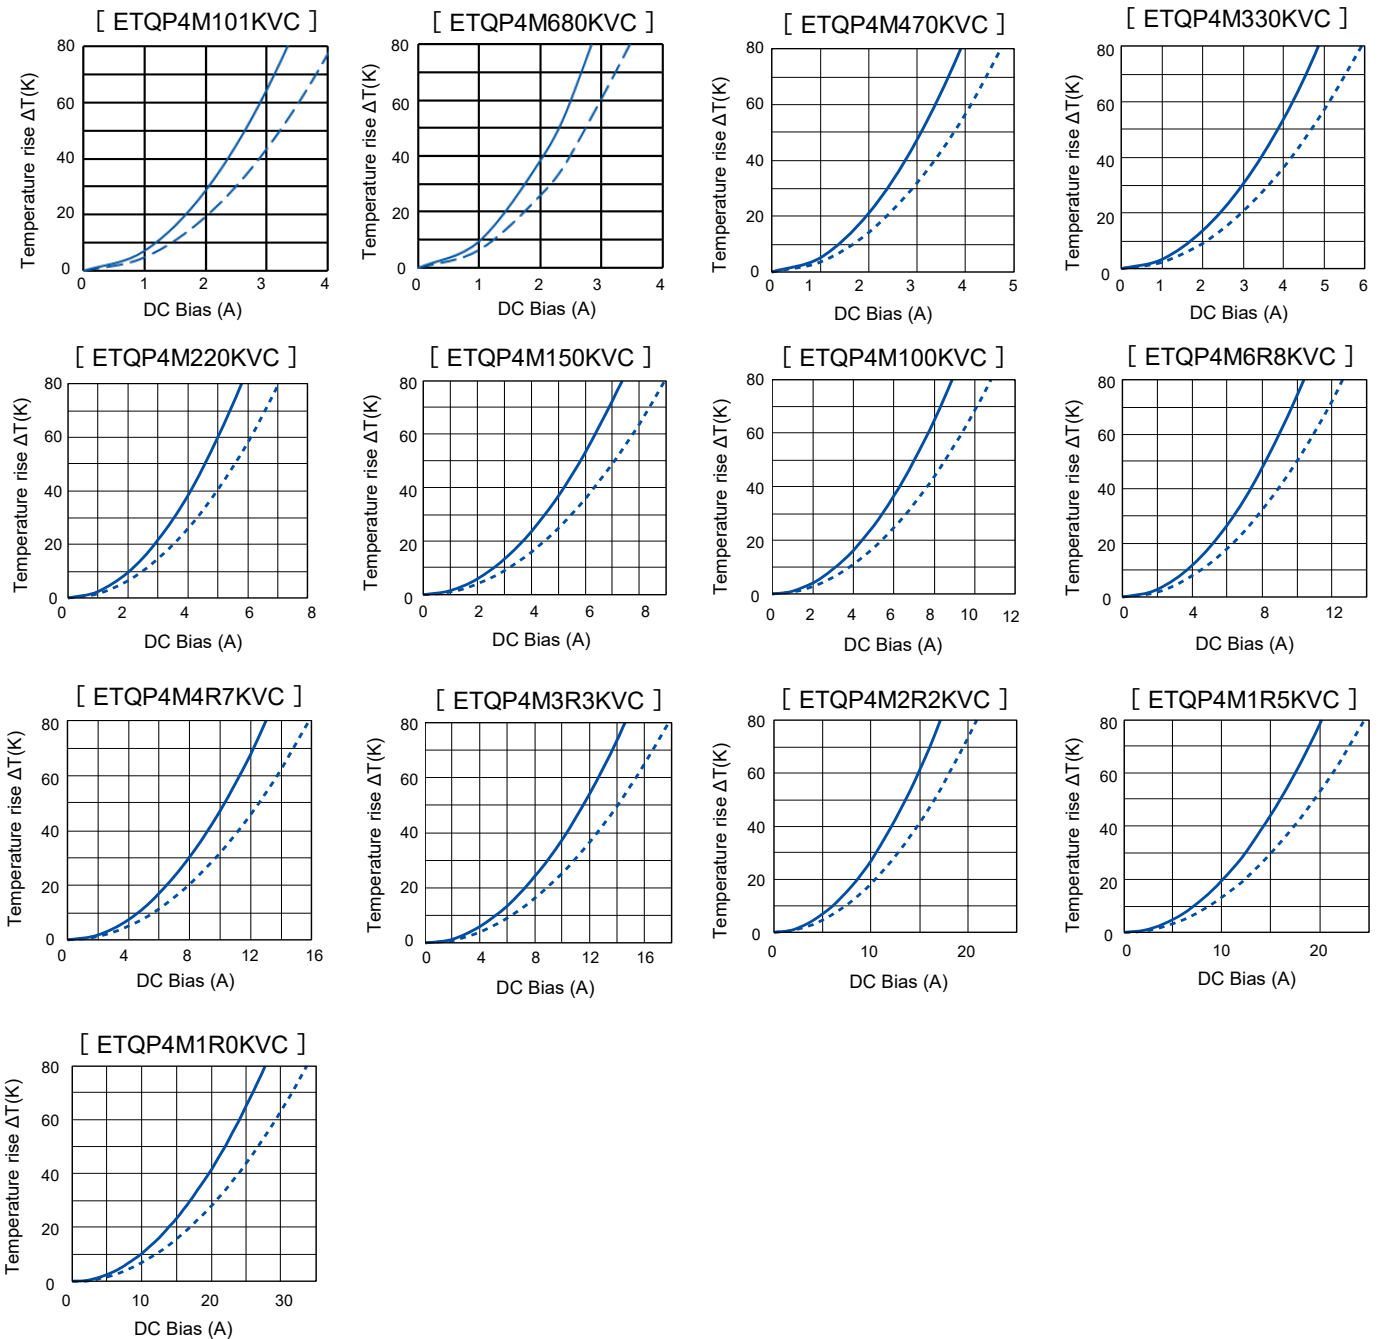 [ ETQP4M101KVC ]
Temperature rise ΔT(K)
80
60
40
20
0
0 1 2 3 4
DC Bias (A)
[ ETQP4M680KVC ]
Temperature rise ΔT(K)
80
60
40
20
0
0 1 2 3 4
DC Bias (A)
[ ETQP4M470KVC ]
Temperature rise ΔT(K)
80
60
40
20
0
0 1 2 3 4 5
DC Bias (A)
[ ETQP4M330KVC ]
Temperature rise ΔT(K)
80
60
40
20
0
0 1 2 3 4 5 6
DC Bias (A)
[ ETQP4M220KVC ]
Temperature rise ΔT(K)
80
60
40
20
0
0 2 4 6 8
DC Bias (A)
[ ETQP4M150KVC ]
Temperature rise ΔT(K)
80
60
40
20
0
0 2 4 6 8
DC Bias (A)
[ ETQP4M100KVC ]
Temperature rise ΔT(K)
80
60
40
20
0
0 2 4 6 8 10 12
DC Bias (A)
[ ETQP4M6R8KVC ]
Temperature rise ΔT(K)
80
60
40
20
0
0 4 8 12
DC Bias (A)
[ ETQP4M4R7KVC ]
Temperature rise ΔT(K)
80
60
40
20
0
0 4 8 12 16
DC Bias (A)
[ ETQP4M3R3KVC ]
Temperature rise ΔT(K)
80
60
40
20
0
0 4 8 12 16
DC Bias (A)
[ ETQP4M2R2KVC ]
Temperature rise ΔT(K)
80
60
40
20
0
0 10 20
DC Bias (A)
[ ETQP4M1R5KVC ]
Temperature rise ΔT(K)
80
60
40
20
0
0 10 20
DC Bias (A)
[ ETQP4M1R0KVC ]
Temperature rise ΔT(K)
80
60
40
20
0
0 10 20 30
DC Bias (A)